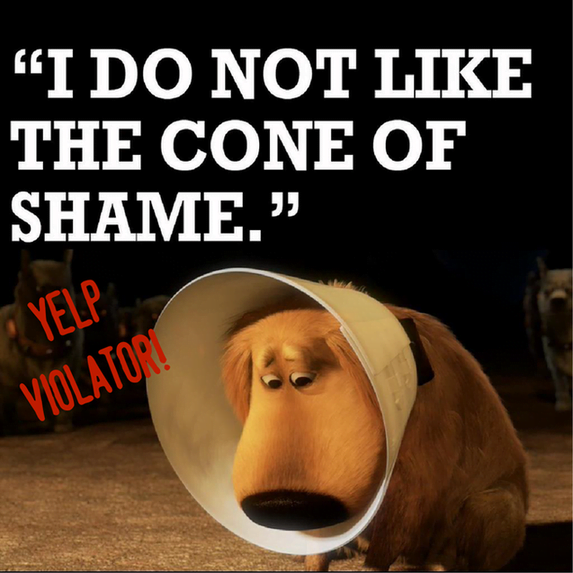 “I DO NOT LIKE
THE CONE OF
SHAME.”
YELP
VIOLATOR!